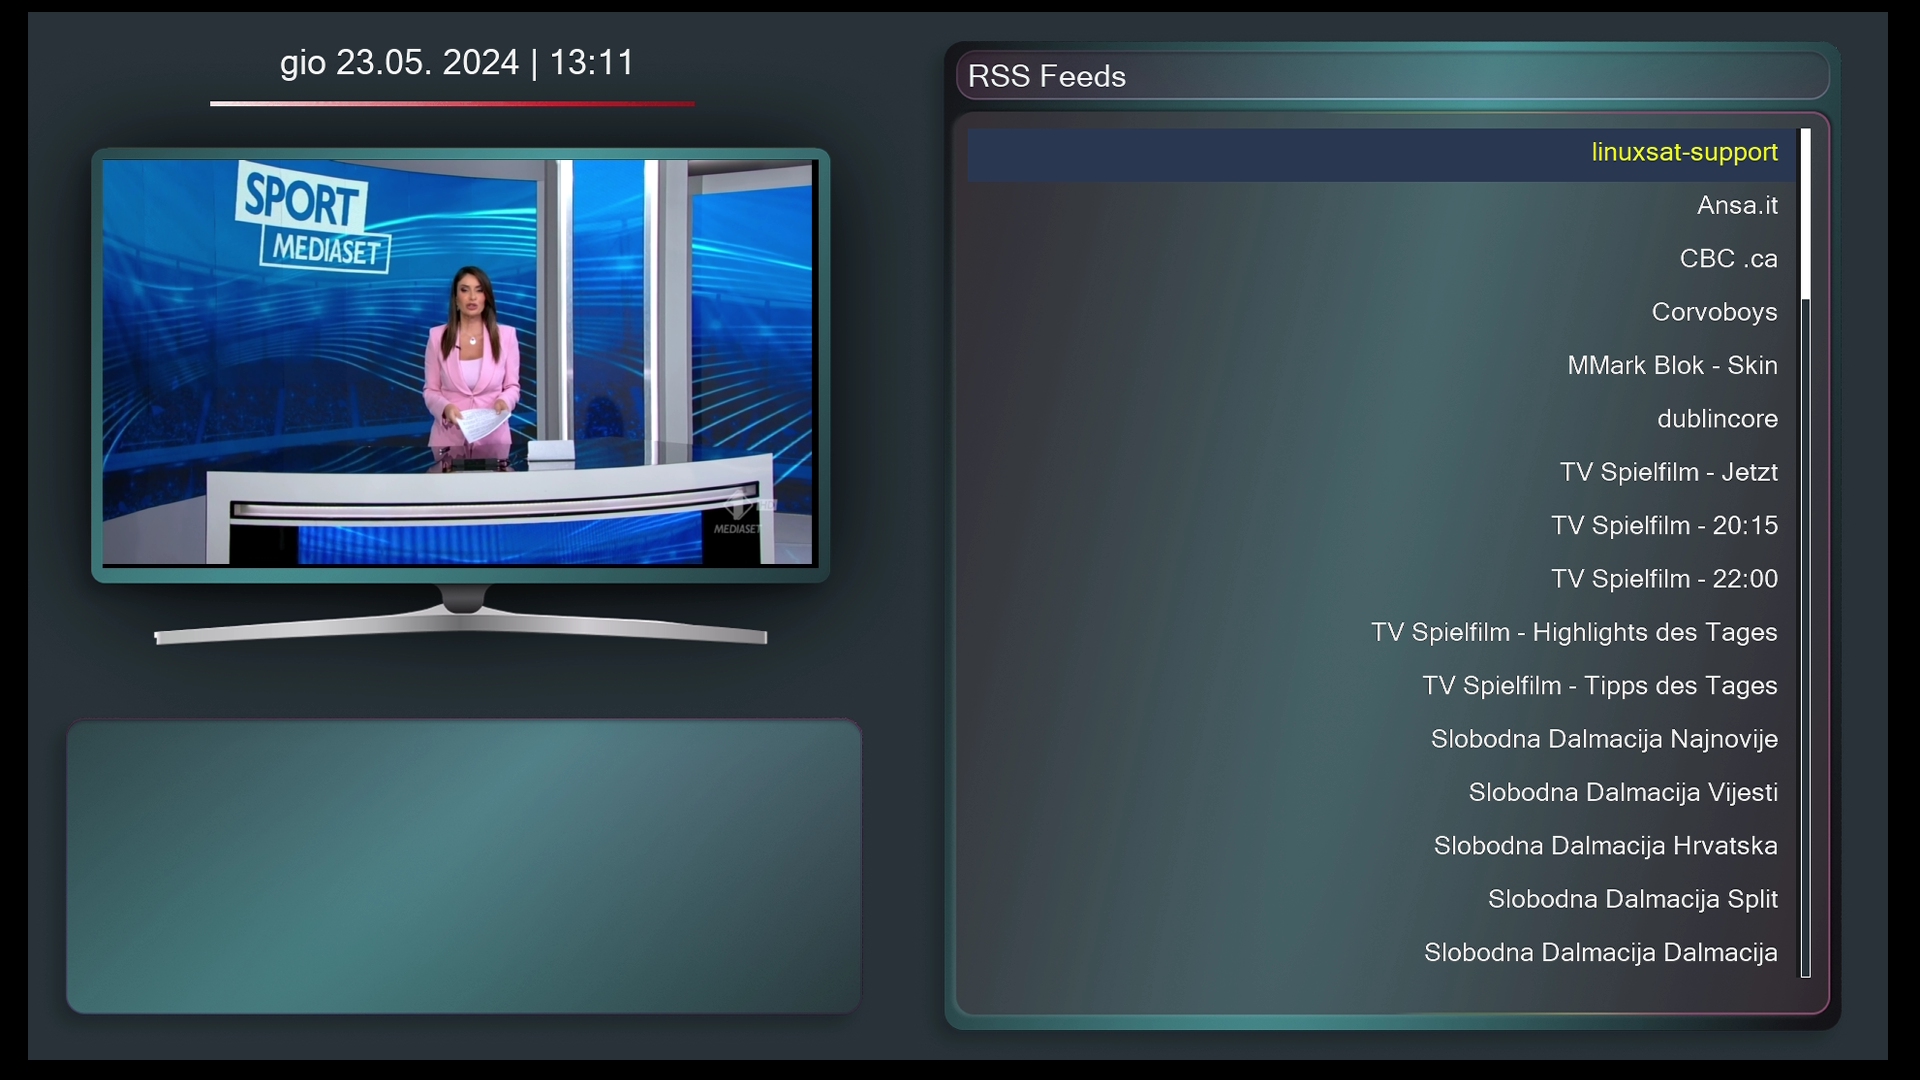 gio 23.05. 2024 | 13:11
SPORT
MEDIASET
MEDIASET
RSS Feeds
linuxsat-support
Ansa.it
CBC .ca
Corvoboys
MMark Blok - Skin
dublincore
TV Spielfilm - Jetzt
TV Spielfilm - 20:15
TV Spielfilm - 22:00
TV Spielfilm - Highlights des Tages
TV Spielfilm - Tipps des Tages
Slobodna Dalmacija Najnovije
Slobodna Dalmacija Vijesti
Slobodna Dalmacija Hrvatska
Slobodna Dalmacija Split
Slobodna Dalmacija Dalmacija